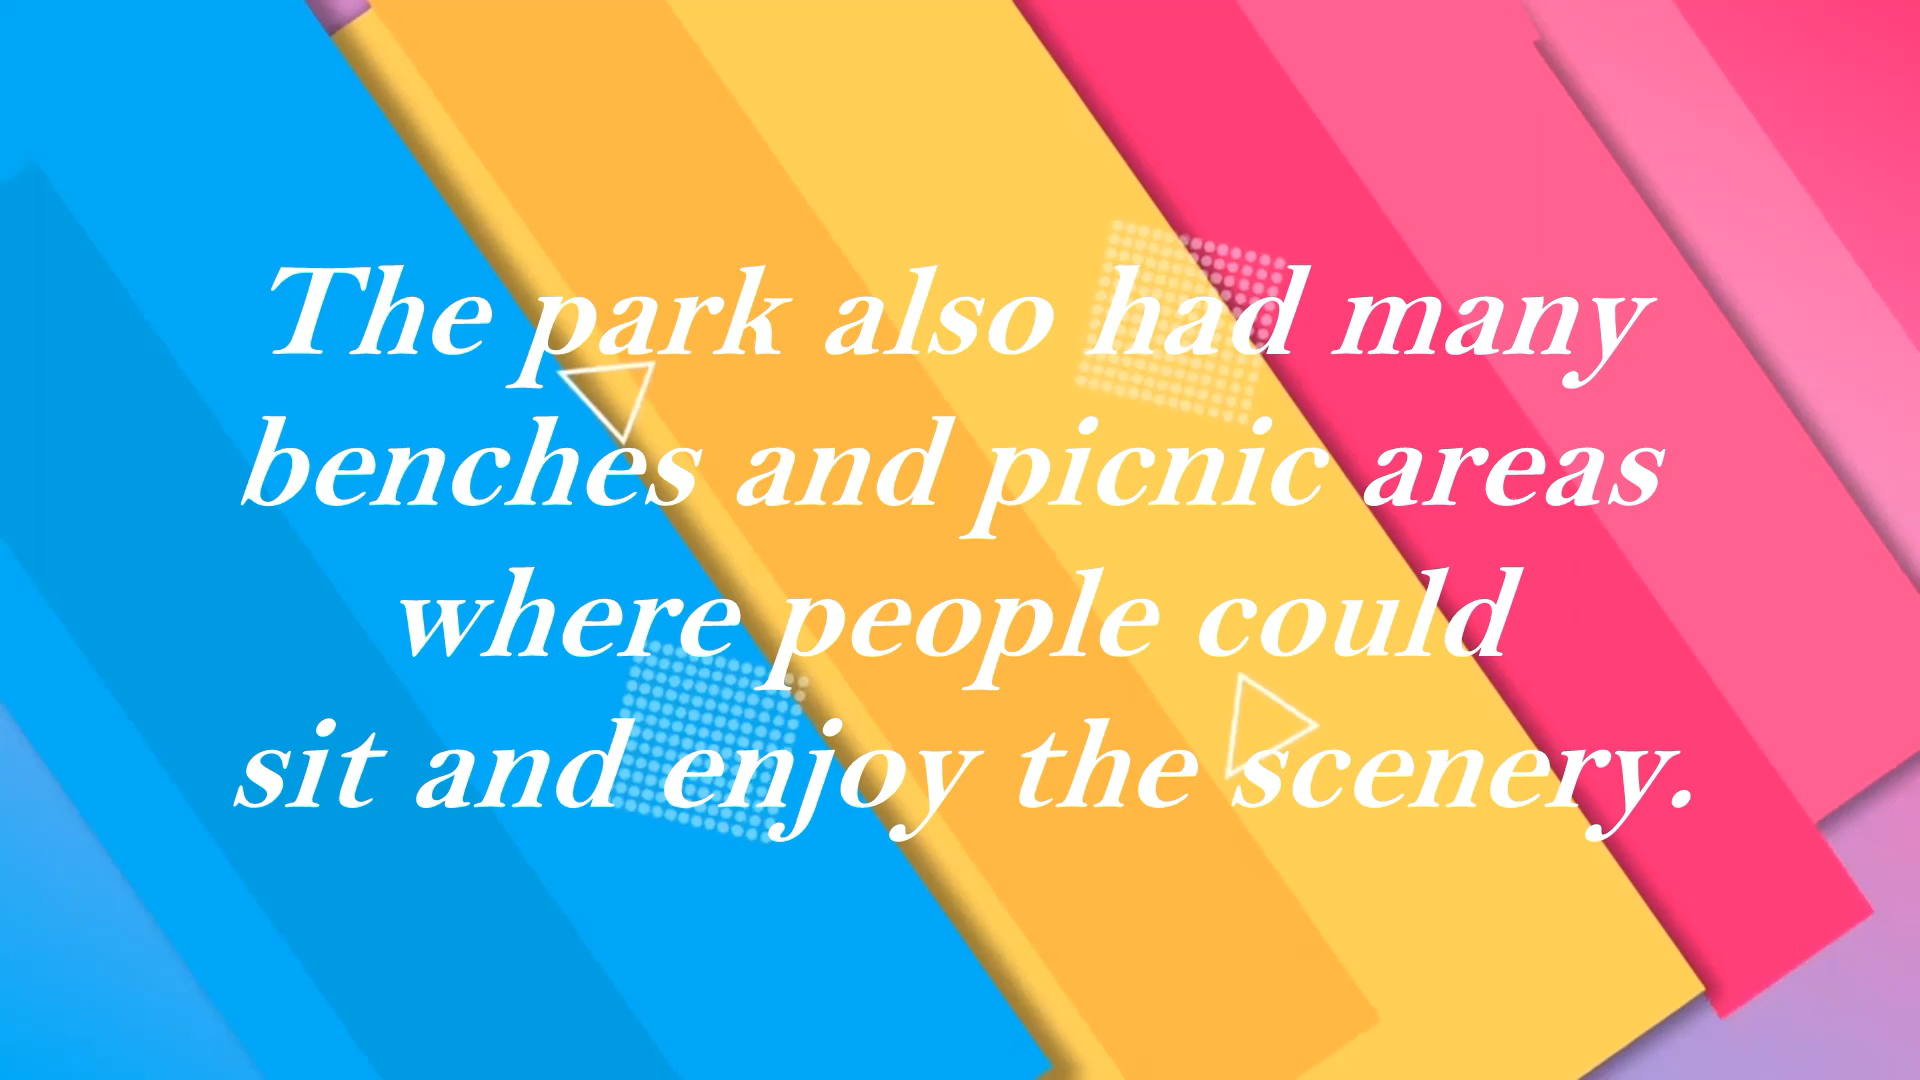 The park also had many
benches and picnic areas
where people could
sit and enjoy the scenery.